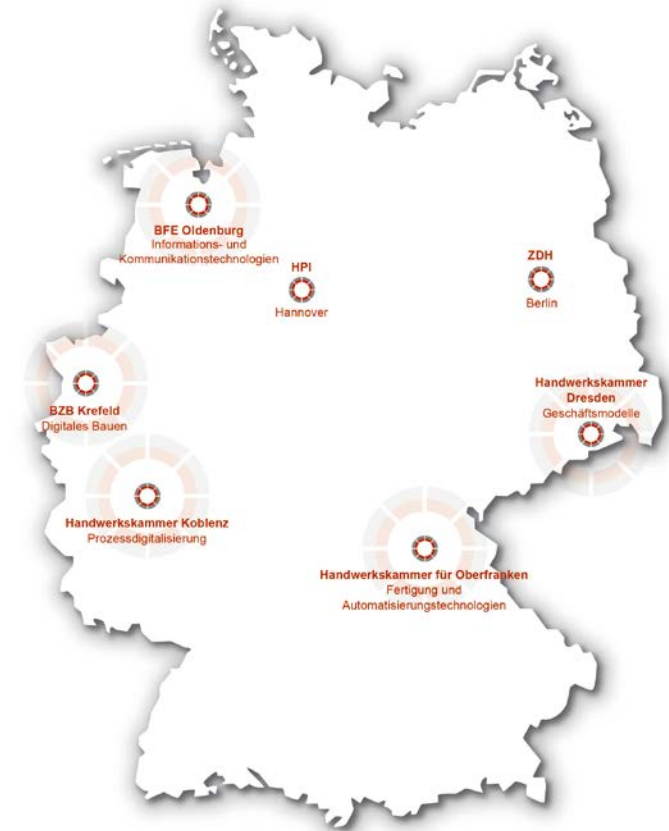 BFE Oldenburg
Informations- und
Kommunikationstechnologien
HPI
Hannover
ZDH
Berlin
BZB Krefeld
Digitales Bauen
Handwerkskammer
Dresden
Geschäftsmodelle
Handwerkskammer Koblenz
Prozessdigitalisierung
Handwerkskammer für Oberfranken
Fertigung und
Automatisierungstechnologien